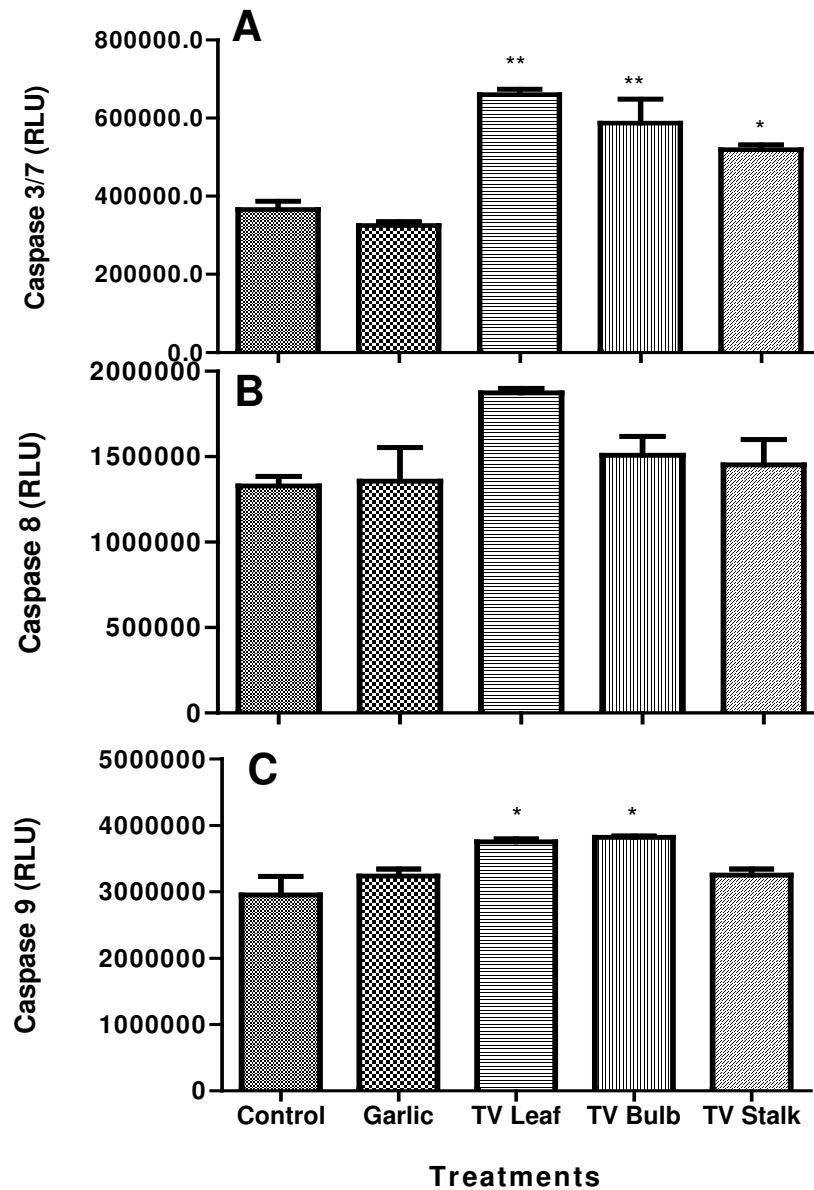 A
800000.0
600000.0
400000.0
200000.0
0.0
Caspase 3/7 (RLU)
**
**
*
B
2000000
1500000
1000000
500000
0
Caspase 8 (RLU)
C
5000000
4000000
3000000
2000000
1000000
0
Caspase 9 (RLU)
*
*
Control Garlic TV Leaf TV Bulb TV Stalk
Treatments